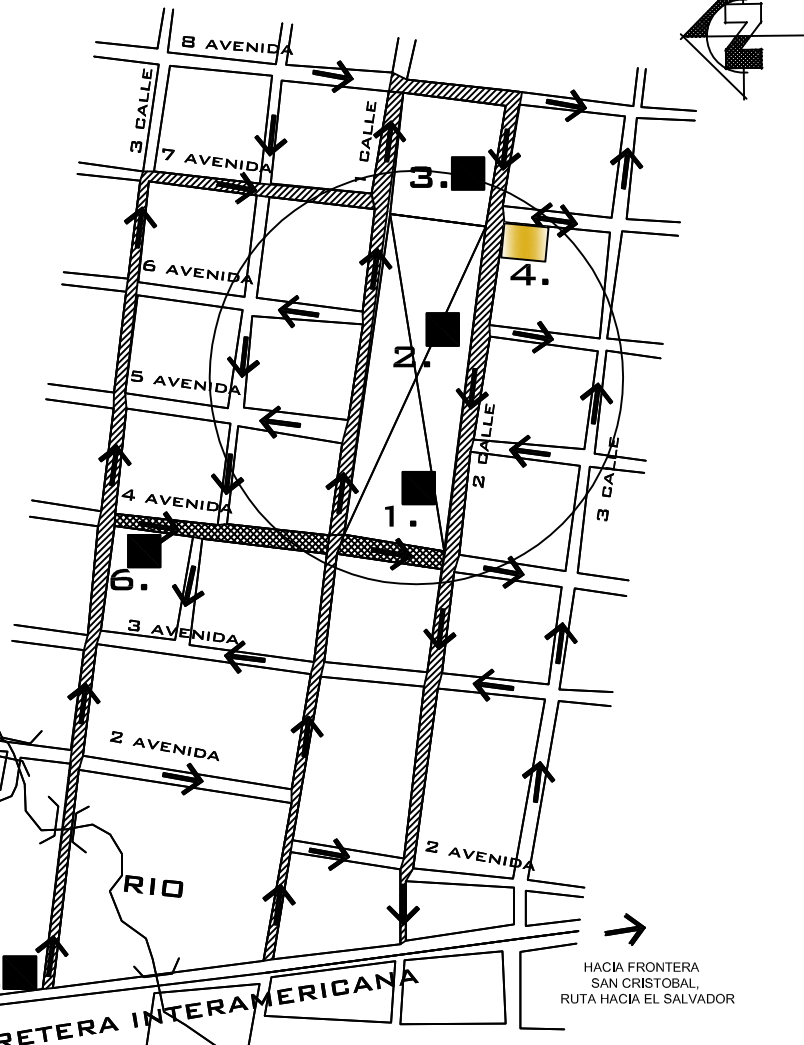 8 AVENIDA
3 CALLE
1 CALLE
7 AVENIDA
3.
6 AVENIDA
4.
2.
5 AVENIDA
2 CALLE
3 CALLE
4 AVENIDA
1.
6.
3 AVENIDA
2 AVENIDA
2 AVENIDA
RIO
HACIA FRONTERA
SAN CRISTOBAL,
RUTA HACIA EL SALVADOR
RETERA INTERAMERICANA
N